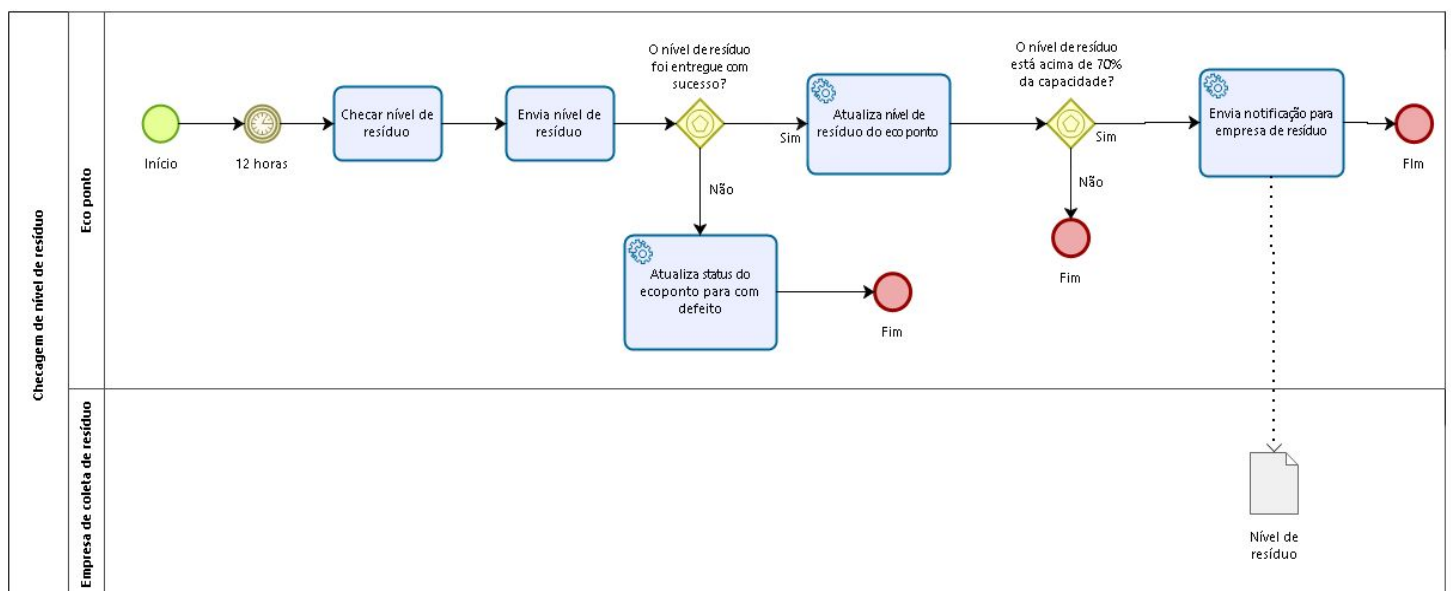 Checagem de nível de resíduo
Eco ponto
Início
12 horas
Checar nível de
resíduo
Envia nível de
resíduo
O nível de resíduo
foi entregue com
sucesso?
Sim
Não
Atualiza status do
ecoponto para com
defeito
Fim
Atualiza nível de
resíduo do eco ponto
O nível de resíduo
está acima de 70%
da capacidade?
Sim
Não
Fim
Envia notificação para
empresa de resíduo
FIm
Empresa de coleta de resíduo
Nível de
resíduo